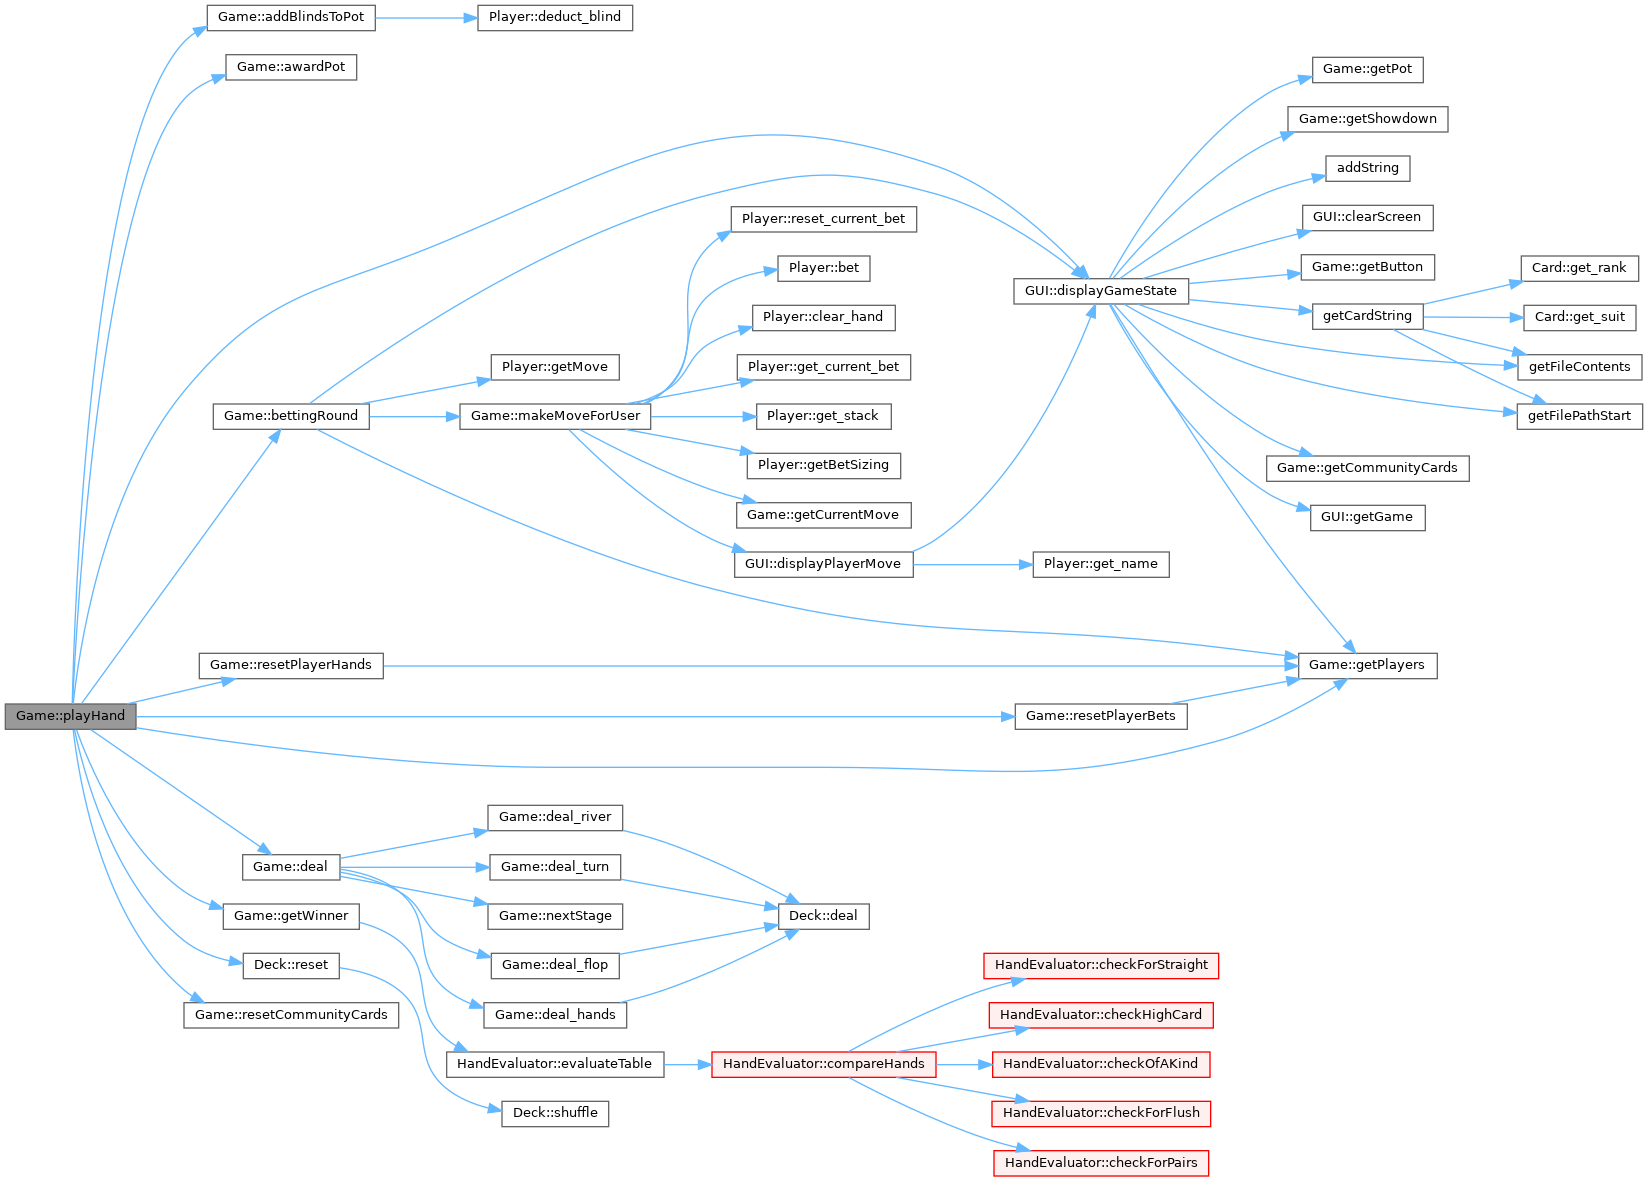 Game::addBlindsToPot
Player::deduct_blind
Game::awardPot
Game::getPot
Game::getShowdown
addString
Player::reset_current_bet
GUI::clearScreen
Player::bet
Game::getButton
Card::get_rank
GUI::displayGameState
Player::clear_hand
getCardString
Card::get_suit
Player::getMove
Player::get_current_bet
getFileContents
Game::bettingRound
Game::makeMoveForUser
Player::get_stack
getFilePathStart
Player::getBetSizing
Game::getCommunityCards
Game::getCurrentMove
GUI::getGame
GUI::displayPlayerMove
Player::get_name
Game::resetPlayerHands
Game::getPlayers
Game::playHand
Game::resetPlayerBets
Game::deal_river
Game::deal
Game::deal_turn
Game::getWinner
Game::nextStage
Deck::deal
Deck::reset
Game::deal_flop
HandEvaluator::checkForStraight
Game::resetCommunityCards
Game::deal_hands
HandEvaluator::checkHighCard
HandEvaluator::evaluateTable
HandEvaluator::compareHands
HandEvaluator::checkOfAKind
Deck::shuffle
HandEvaluator::checkForFlush
HandEvaluator::checkForPairs